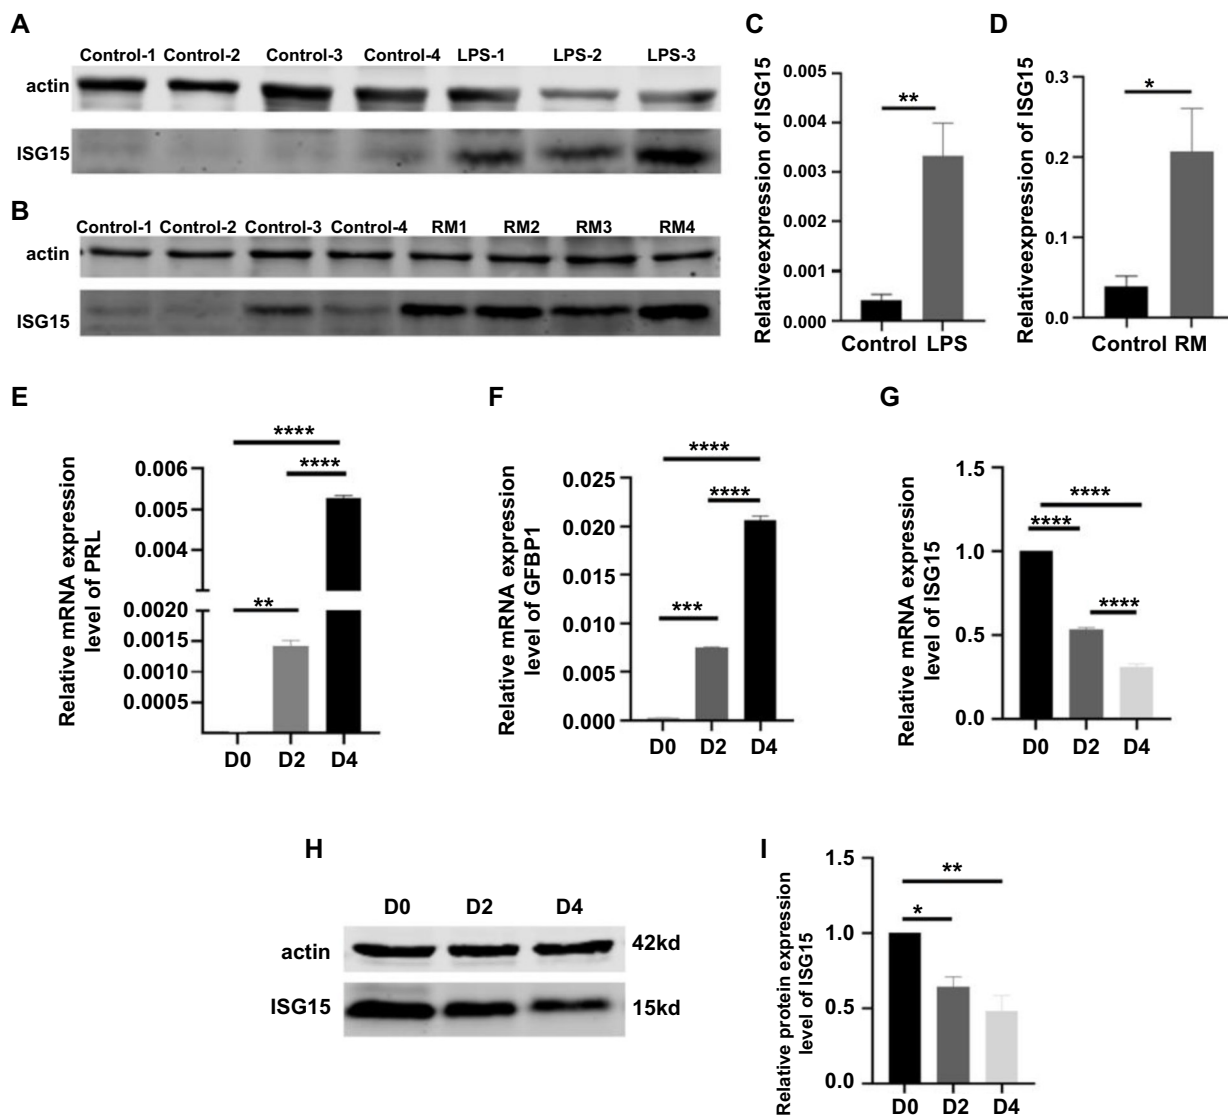 A
Control-1 Control-2 Control-3 Control-4 LPS-1 LPS-2 LPS-3
actin
ISG15
B
Control-1 Control-2 Control-3 Control-4 RM1 RM2 RM3 RM4
actin
ISG15
C
Relativeexpression of ISG15
0.005
0.004
0.003
0.002
0.001
0.000
**
Control LPS
D
Relativeexpression of ISG15
0.3
0.2
0.1
0.0
*
Control RM
E
Relative mRNA expression
level of PRL
0.006
0.005
0.004
0.0020
0.0015
0.0010
0.0005
****
****
**
D0 D2 D4
F
Relative mRNA expression
level of GFBP1
0.025
0.020
0.015
0.010
0.005
0.000
****
****
***
D0 D2 D4
G
Relative mRNA expression
level of ISG15
1.5
1.0
0.5
0.0
****
****
****
D0 D2 D4
H
D0 D2 D4
actin 42kd
ISG15 15kd
I
Relative protein expression
level of ISG15
1.5
1.0
0.5
0.0
**
*
D0 D2 D4